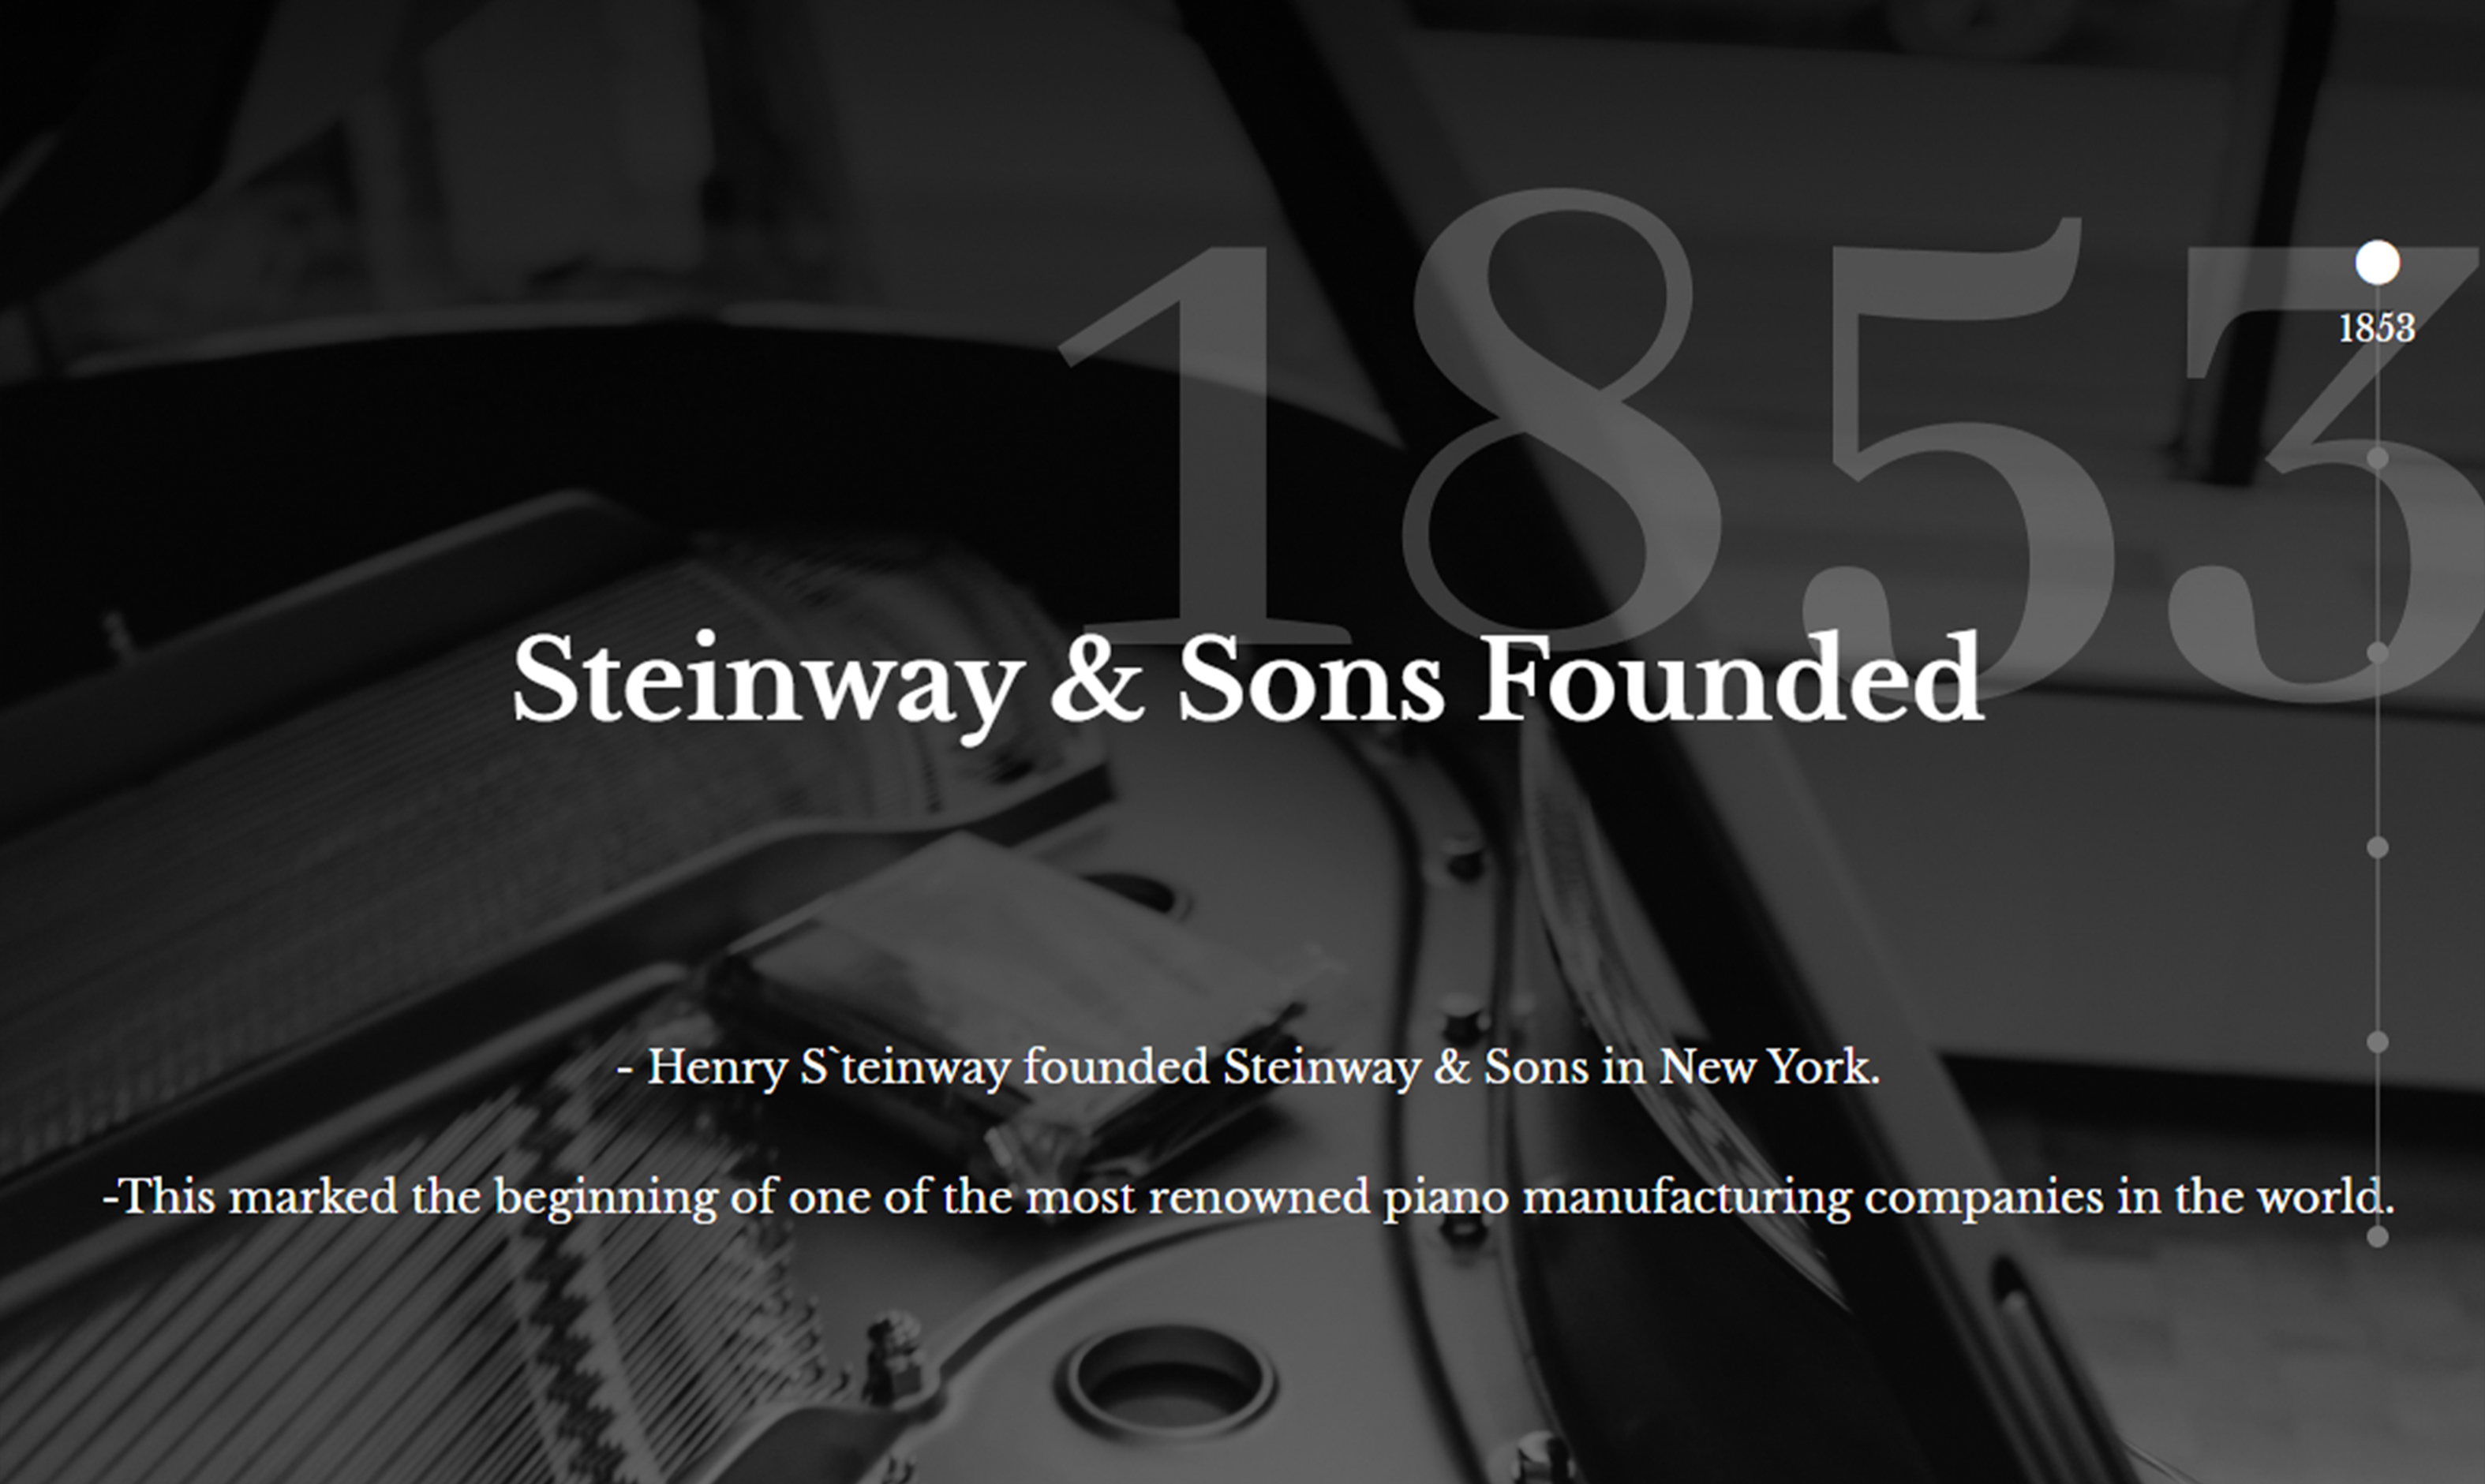 1853
1853
Steinway & Sons Founded
- Henry S`teinway founded Steinway & Sons in New York.
-This marked the beginning of one of the most renowned piano manufacturing companies in the world.